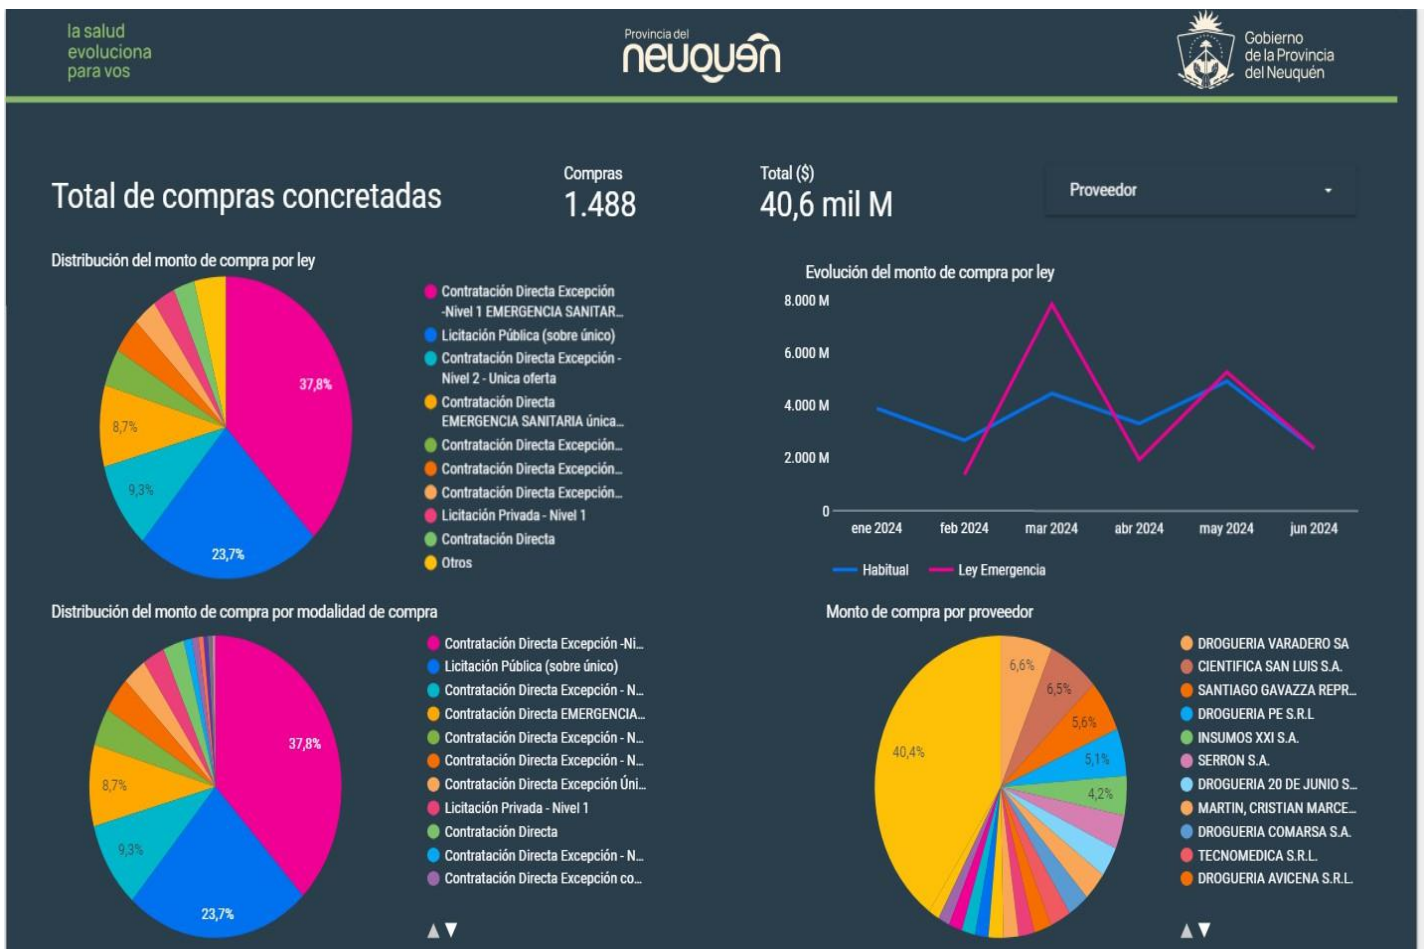 la salud
evoluciona
para vos
Provincia del
neuquén
Gobierno
de la Provincia
del Neuquén
Total de compras concretadas
Compras
1.488
Total ($)
40,6 mil M
Proveedor
Distribución del monto de compra por ley
37,8%
8,7%
9,3%
23,7%
Contratación Directa Excepción
-Nivel 1 EMERGENCIA SANITAR...
Licitación Pública (sobre único)
Contratación Directa Excepción -
Nivel 2 - Unica oferta
Contratación Directa
EMERGENCIA SANITARIA única...
Contratación Directa Excepción...
Contratación Directa Excepción...
Contratación Directa Excepción...
Licitación Privada - Nivel 1
Contratación Directa
Otros
Evolución del monto de compra por ley
8.000 M
6.000 M
4.000 M
2.000 M
0
ene 2024 feb 2024 mar 2024 abr 2024 may 2024 jun 2024
Habitual Ley Emergencia
Distribución del monto de compra por modalidad de compra
37,8%
8,7%
9,3%
23,7%
Contratación Directa Excepción -Ni...
Licitación Pública (sobre único)
Contratación Directa Excepción - N...
Contratación Directa EMERGENCIA...
Contratación Directa Excepción - N...
Contratación Directa Excepción - N...
Contratación Directa Excepción Úni...
Licitación Privada - Nivel 1
Contratación Directa
Contratación Directa Excepción - N...
Contratación Directa Excepción co...
Monto de compra por proveedor
6,6%
6,5%
5,6%
5,1%
4,2%
40,4%
DROGUERIA VARADERO SA
CIENTIFICA SAN LUIS S.A.
SANTIAGO GAVAZZA REPR...
DROGUERIA PE S.R.L
INSUMOS XXI S.A.
SERRON S.A.
DROGUERIA 20 DE JUNIO S...
MARTIN, CRISTIAN MARCE...
DROGUERIA COMARSA S.A.
TECNOMEDICA S.R.L.
DROGUERIA AVICENA S.R.L.